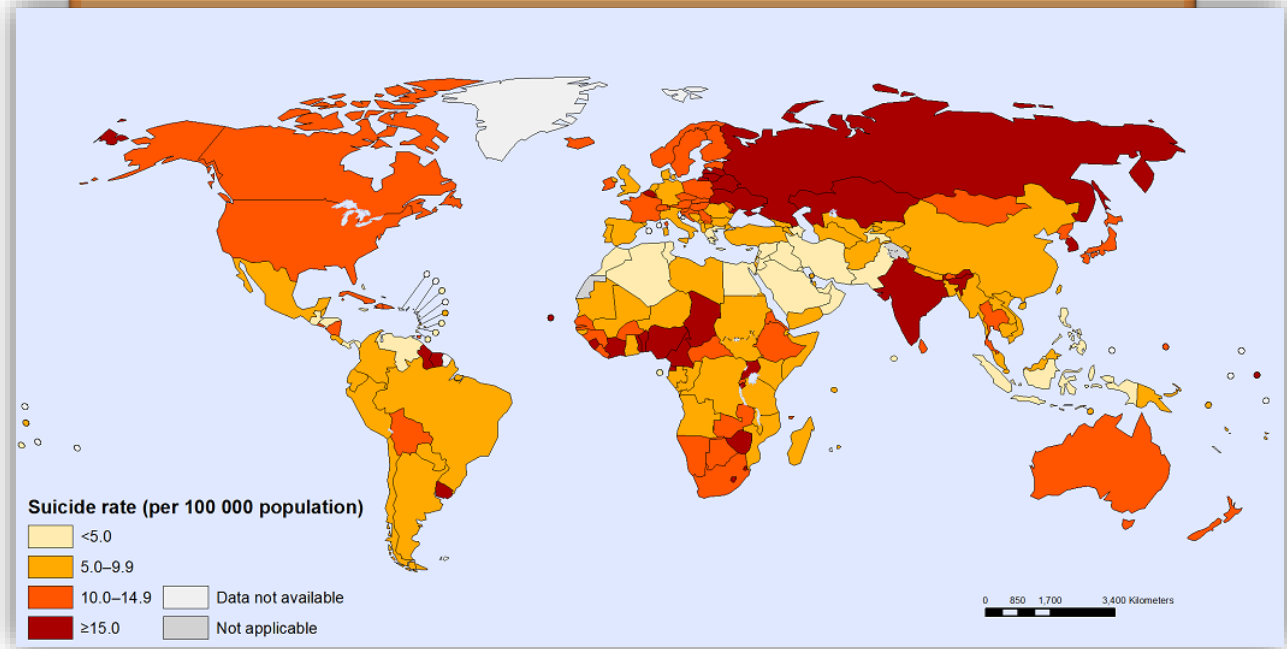 Suicide rate (per 100 000 population)
<5.0
5.0–9.9
10.0–14.9
≥15.0
Data not available
Not applicable
0 850 1,700 3,400 Kilometers